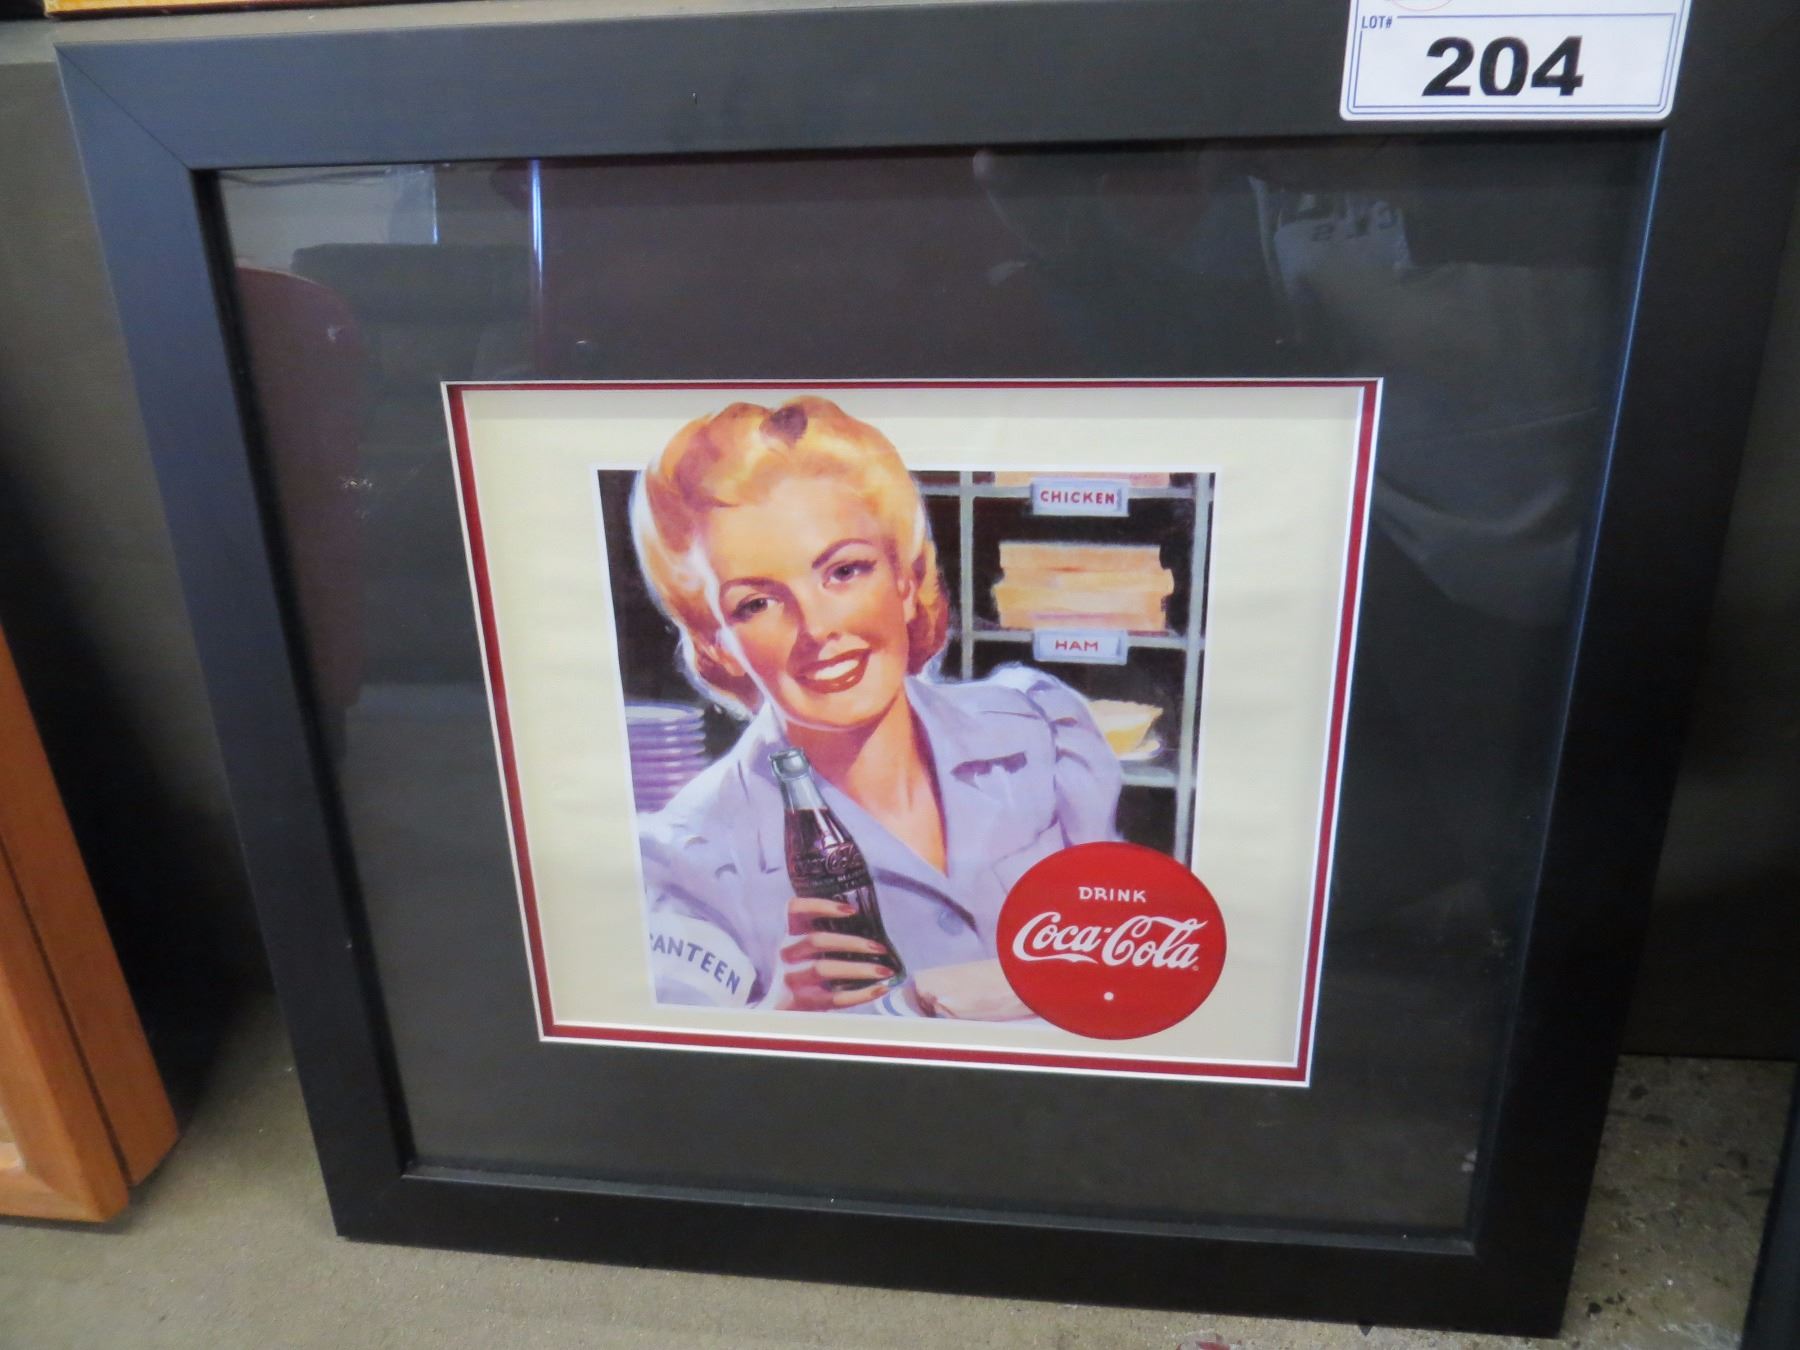 LOT#
204
CHICKEN
HAM
DRINK
Coca-Cola
CANTEEN